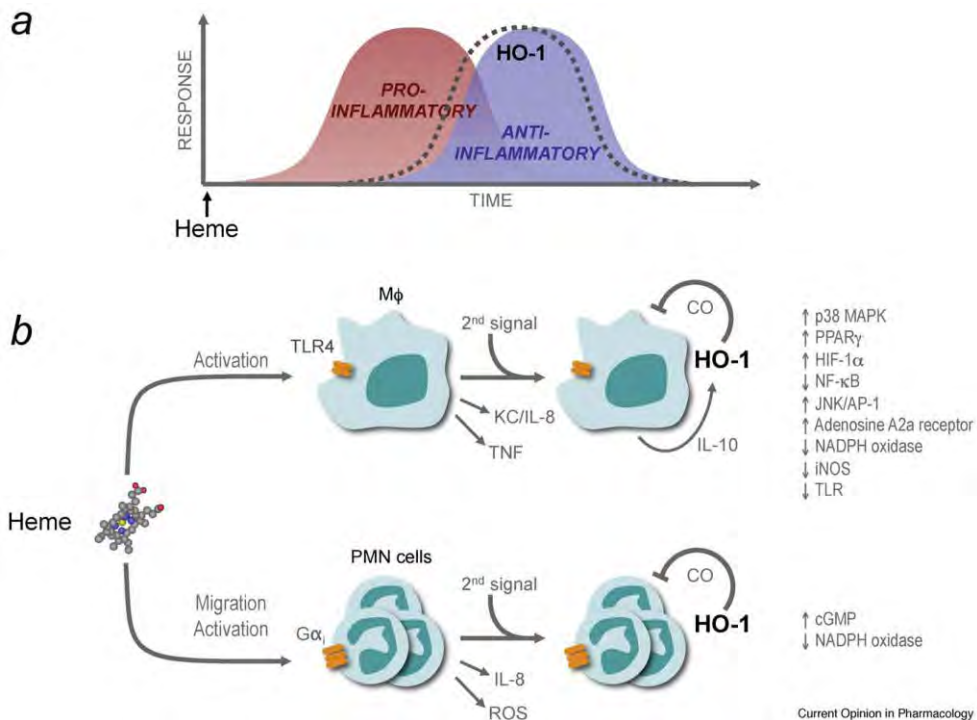 a
RESPONSE
PRO-
INFLAMMATORY
HO-1
ANTI-
INFLAMMATORY
TIME
Heme
b
Mϕ
TLR4
Activation
2nd signal
KC/IL-8
TNF
CO
HO-1
IL-10
↑ p38 MAPK
↑ PPARγ
↑ HIF-1α
↓ NF-κB
↑ JNK/AP-1
↑ Adenosine A2a receptor
↓ NADPH oxidase
↓ iNOS
↓ TLR
Heme
Migration
Activation
PMN cells
Gαi
2nd signal
IL-8
ROS
CO
HO-1
↑ cGMP
↓ NADPH oxidase
Current Opinion in Pharmacology